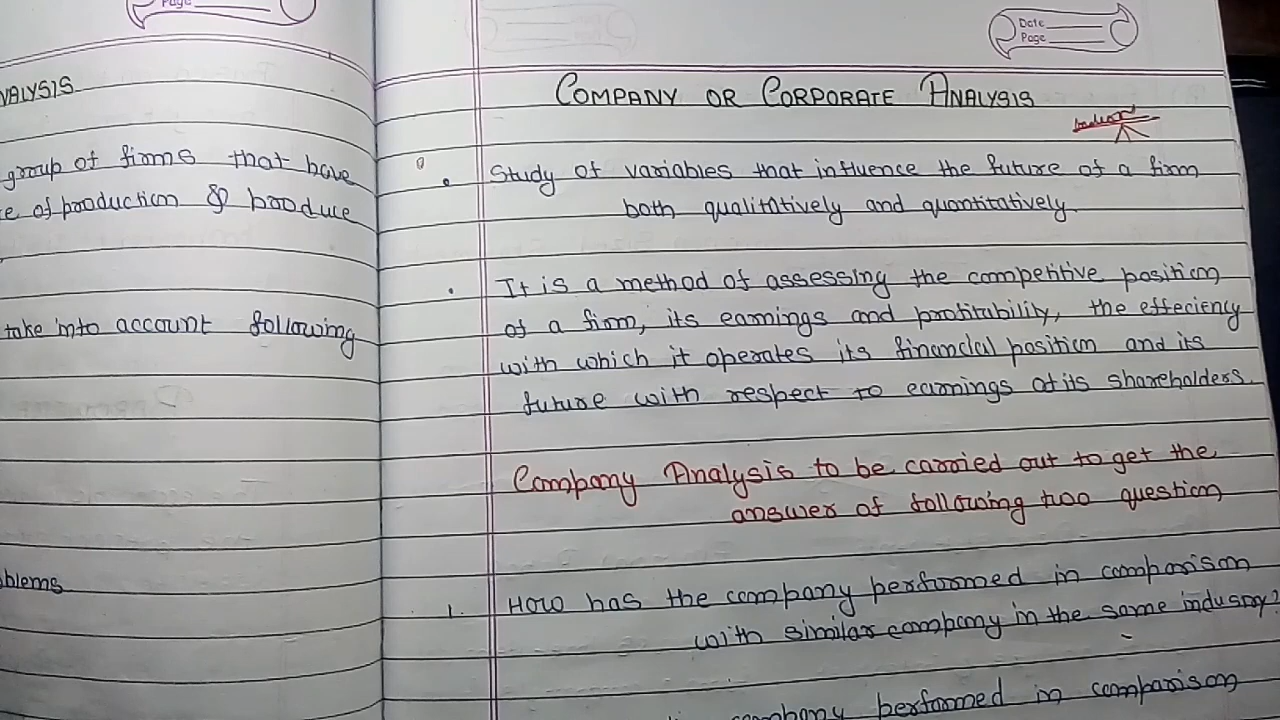 Page
NALYSIS
group of firms that have
e of production & produce
take into account following
blems
Date
Page
COMPANY OR CORPORATE ANALYSIS
Study of variables that influence the future of a firm
both qualitatively and quantitatively
It is a method of assessing the competitive position
of a firm, its earnings and profitability, the effeciency
with which it operates its financial position and its
future with respect to earnings of its shareholders.
Company Analysis to be carried out to get the
answer of following two question
1. How has the company performed in comparison
with similar company in the same industry?
company performed in comparison